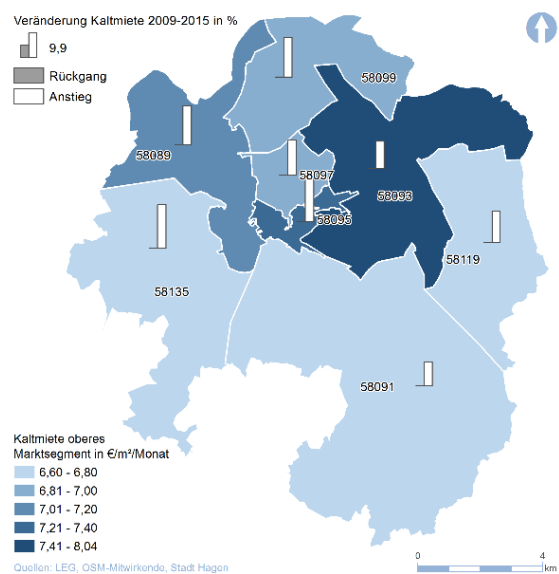 Veränderung Kaltmiete 2009-2015 in %
9,9
Rückgang
Anstieg
58099
58089
58097
58093
58095
58119
58135
58091
Kaltmiete oberes
Marktsegment in €/m²/Monat
6,60 - 6,80
6,81 - 7,00
7,01 - 7,20
7,21 - 7,40
7,41 - 8,04
Quellen: LEG, OSM-Mitwirkende, Stadt Hagen
0 4
km